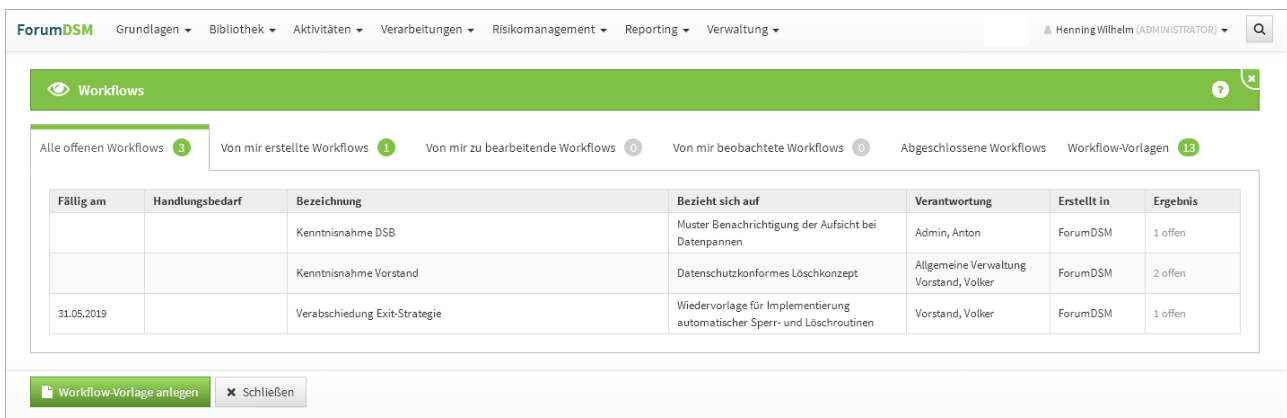 ForumDSM Grundlagen Bibliothek Aktivitäten Verarbeitungen Risikomanagement Reporting Verwaltung Henning Wilhelm (ADMINISTRATOR)
Workflows
Alle offenen Workflows 3 Von mir erstellte Workflows 1 Von mir zu bearbeitende Workflows 0 Von mir beobachtete Workflows 0 Abgeschlossene Workflows Workflow-Vorlagen 13
Fällig am Handlungsbedarf Bezeichnung Bezieht sich auf Verantwortung Erstellt in Ergebnis
Kenntnisnahme DSB Muster Benachrichtigung der Aufsicht bei Datenpannen Admin, Anton ForumDSM 1 offen
Kenntnisnahme Vorstand Datenschutzkonformes Löschkonzept Allgemeine Verwaltung Vorstand, Volker ForumDSM 2 offen
31.05.2019 Verabschiedung Exit-Strategie Wiedervorlage für Implementierung automatischer Sperr- und Löschroutinen Vorstand, Volker ForumDSM 1 offen
Workflow-Vorlage anlegen Schließen